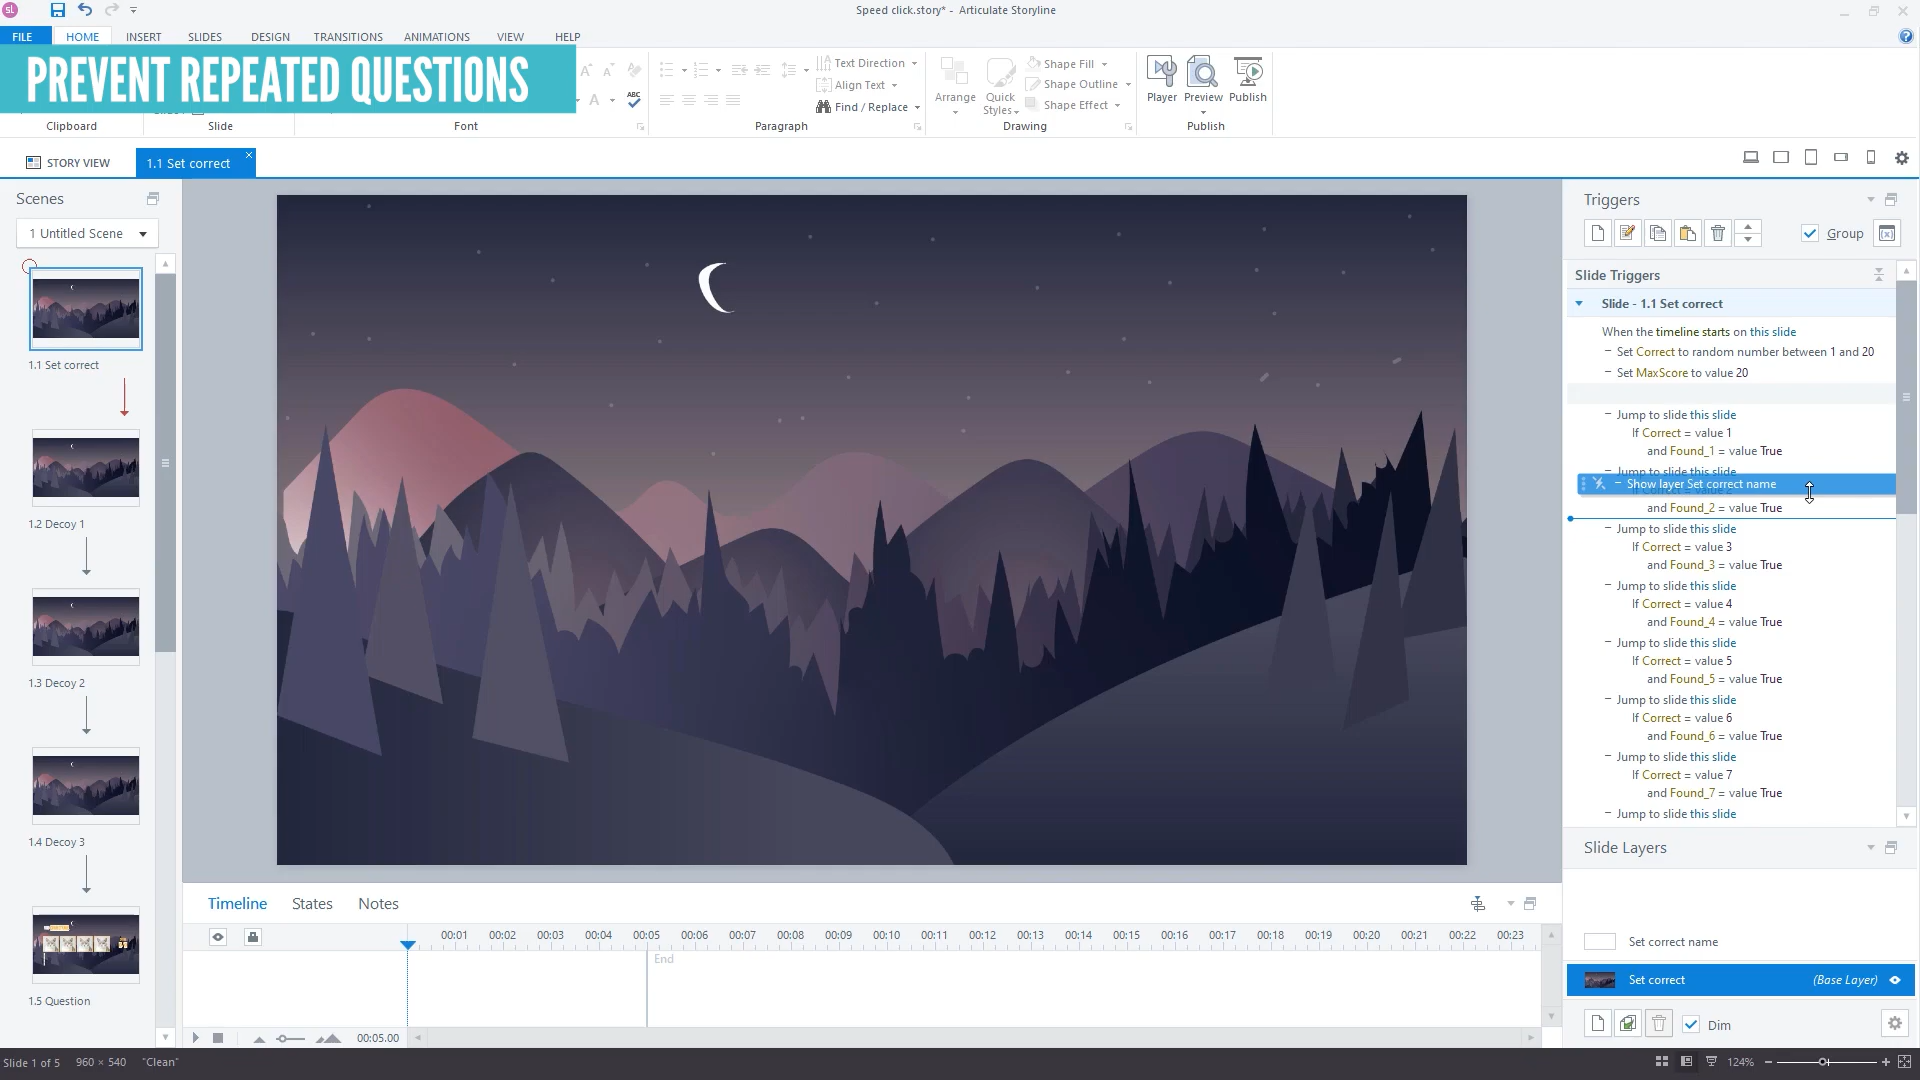 SL
Speed click.story* - Articulate Storyline
FILE HOME INSERT SLIDES DESIGN TRANSITIONS ANIMATIONS VIEW HELP
PREVENT REPEATED QUESTIONS
Text Direction
Align Text
Find / Replace
Arrange
Quick Styles
Shape Fill
Shape Outline
Shape Effect
Player
Preview
Publish
Clipboard Slide Font Paragraph Drawing Publish
STORY VIEW
1.1 Set correct
Scenes
1 Untitled Scene
1.1 Set correct
1.2 Decoy 1
1.3 Decoy 2
1.4 Decoy 3
1.5 Question
Triggers
Group
Slide Triggers
Slide - 1.1 Set correct
When the timeline starts on this slide
Set Correct to random number between 1 and 20
Set MaxScore to value 20
Jump to slide this slide
If Correct = value 1
and Found_1 = value True
Jump to slide this slide
Show layer Set correct name
and Found_2 = value True
Jump to slide this slide
If Correct = value 3
and Found_3 = value True
Jump to slide this slide
If Correct = value 4
and Found_4 = value True
Jump to slide this slide
If Correct = value 5
and Found_5 = value True
Jump to slide this slide
If Correct = value 6
and Found_6 = value True
Jump to slide this slide
If Correct = value 7
and Found_7 = value True
Jump to slide this slide
Slide Layers
Set correct name
Set correct (Base Layer)
Dim
Timeline States Notes
00:01 00:02 00:03 00:04 00:05 00:06 00:07 00:08 00:09 00:10 00:11 00:12 00:13 00:14 00:15 00:16 00:17 00:18 00:19 00:20 00:21 00:22 00:23
End
00:05.00
Slide 1 of 5 960 × 540 "Clean"
124%